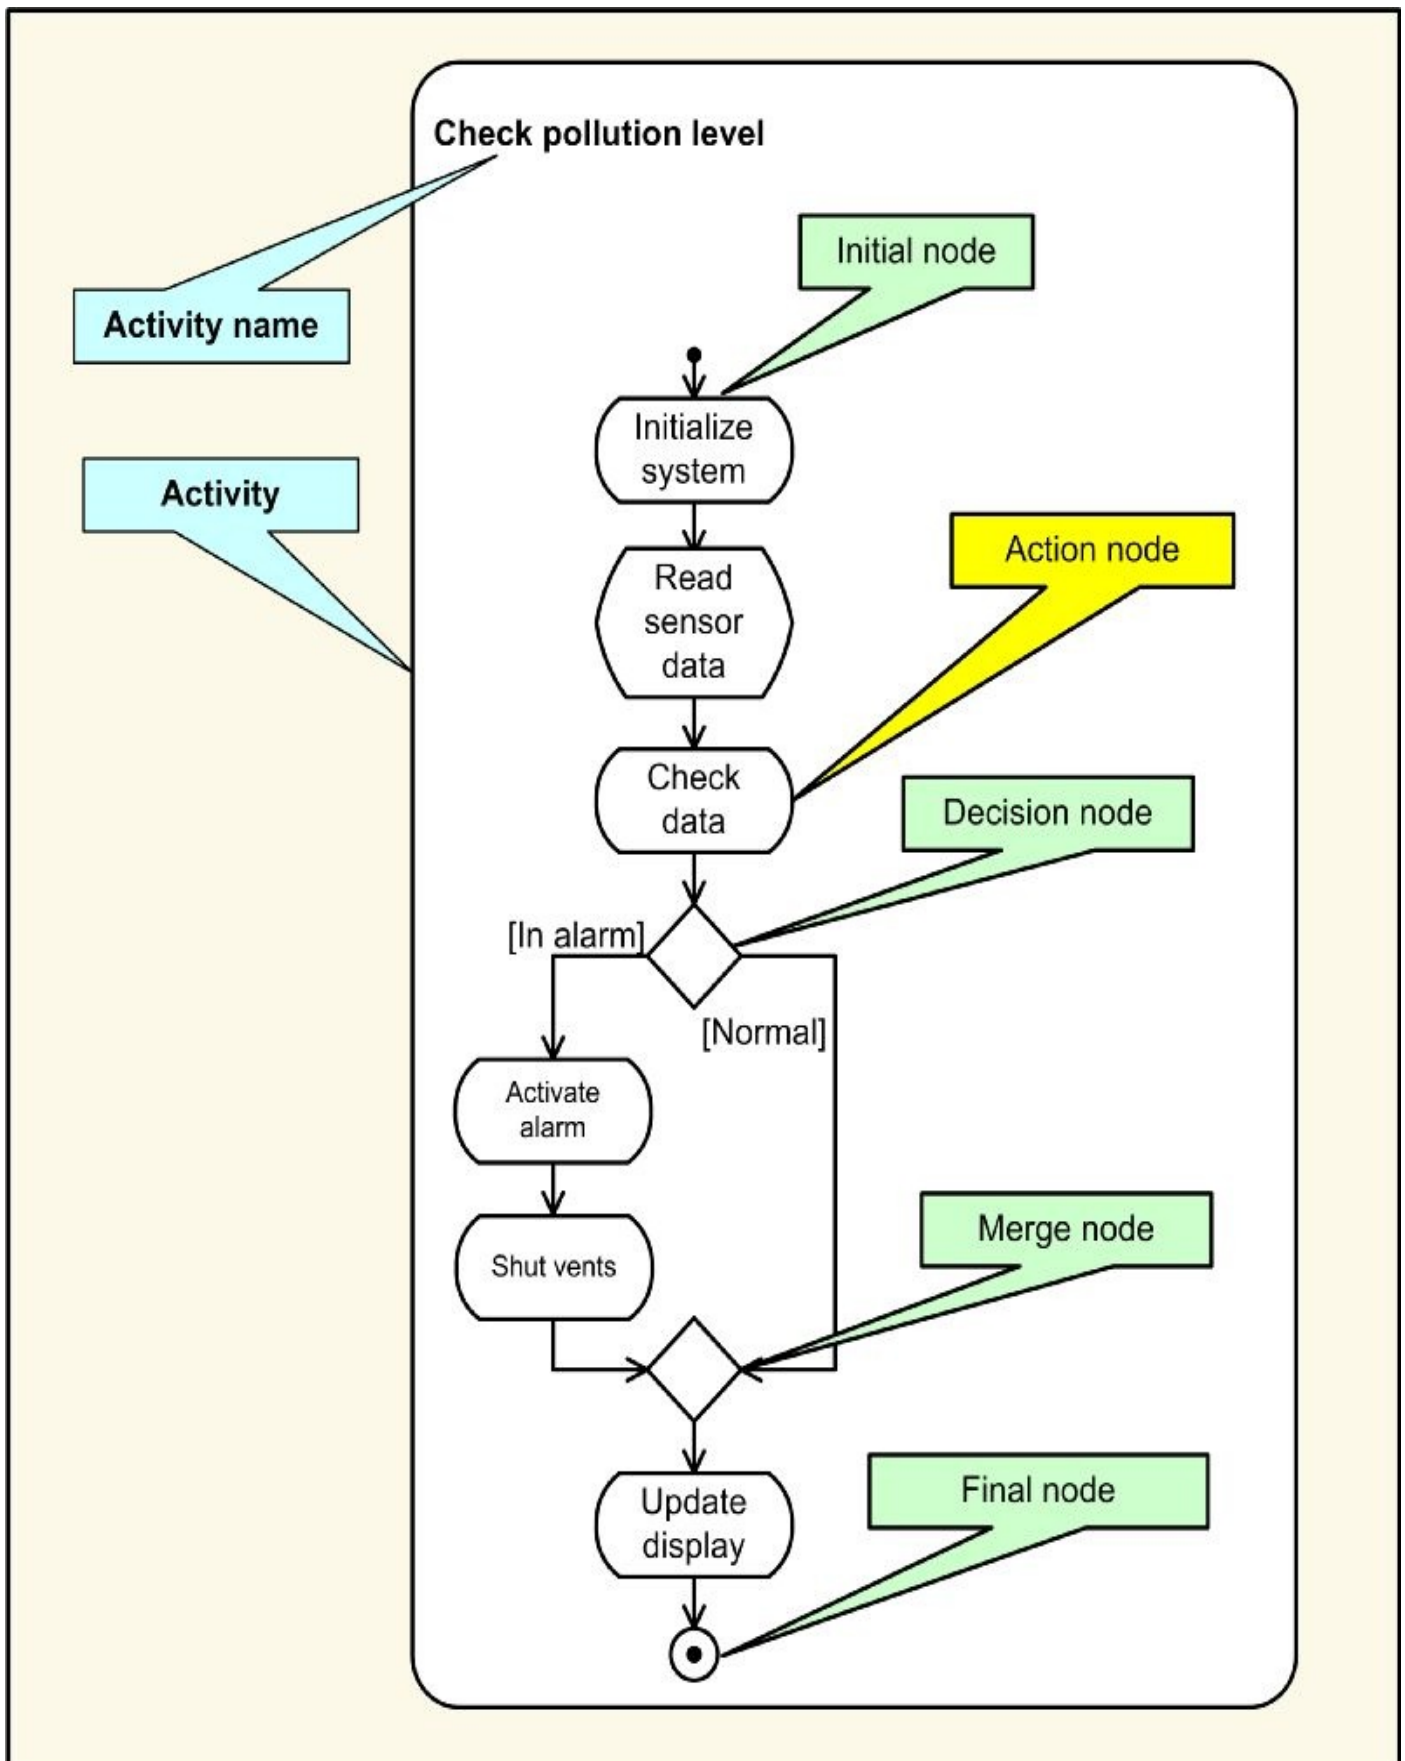 Check pollution level
Initial node
Activity name
Initialize
system
Activity
Action node
Read
sensor
data
Check
data
Decision node
[In alarm]
[Normal]
Activate
alarm
Merge node
Shut vents
Final node
Update
display